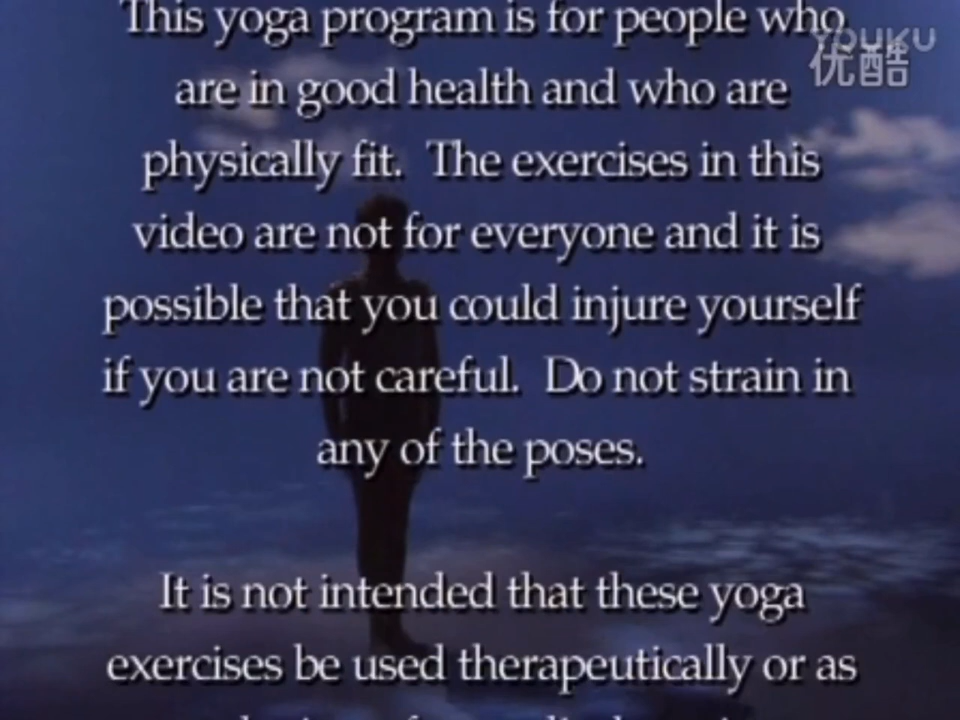 This yoga program is for people who
YOUKU
优酷
are in good health and who are
physically fit. The exercises in this
video are not for everyone and it is
possible that you could injure yourself
if you are not careful. Do not strain in
any of the poses.
It is not intended that these yoga
exercises be used therapeutically or as